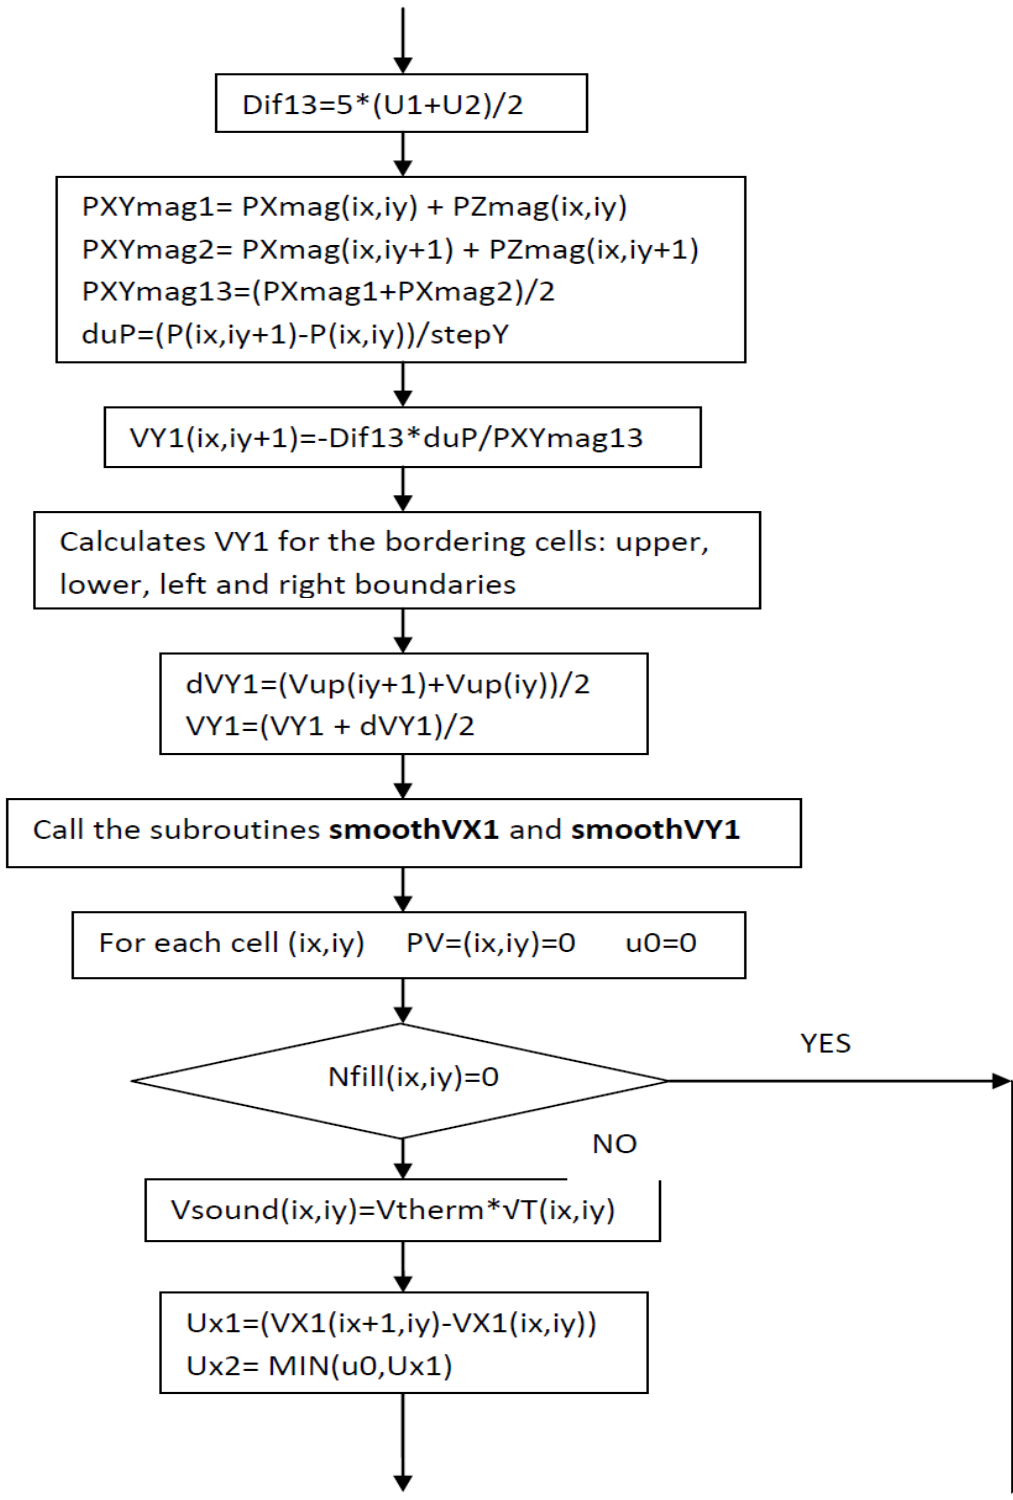 Dif13=5*(U1+U2)/2
PXYmag1= PXmag(ix,iy) + PZmag(ix,iy)
PXYmag2= PXmag(ix,iy+1) + PZmag(ix,iy+1)
PXYmag13=(PXmag1+PXmag2)/2
duP=(P(ix,iy+1)-P(ix,iy))/stepY
VY1(ix,iy+1)=-Dif13*duP/PXYmag13
Calculates VY1 for the bordering cells: upper,
lower, left and right boundaries
dVY1=(Vup(iy+1)+Vup(iy))/2
VY1=(VY1 + dVY1)/2
Call the subroutines smoothVX1 and smoothVY1
For each cell (ix,iy) PV=(ix,iy)=0 u0=0
YES
Nfill(ix,iy)=0
NO
Vsound(ix,iy)=Vtherm*√T(ix,iy)
Ux1=(VX1(ix+1,iy)-VX1(ix,iy))
Ux2= MIN(u0,Ux1)